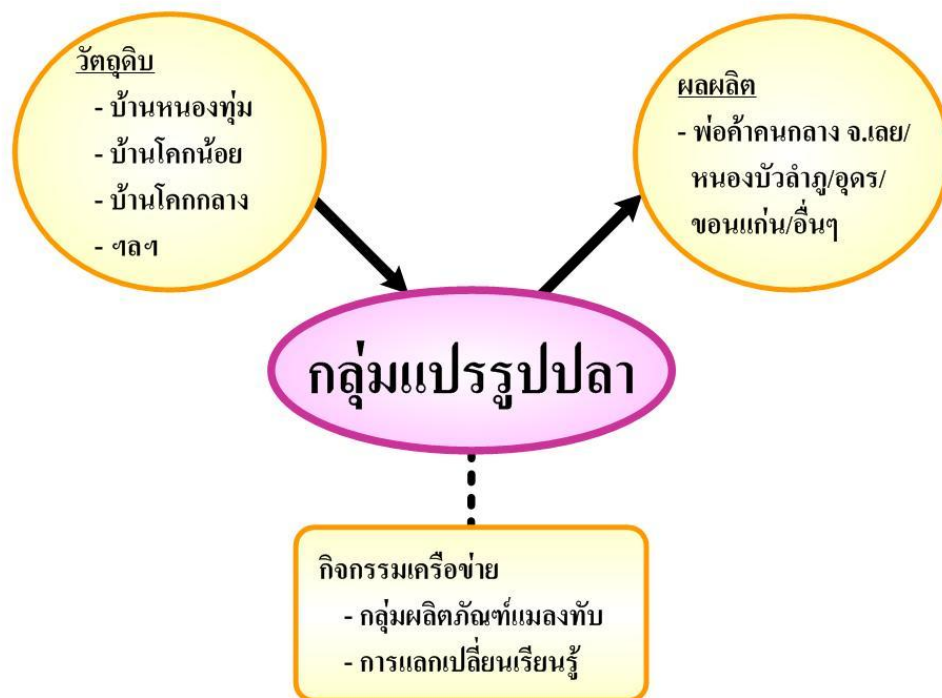 วัตถุดิบ
- บ้านหนองทุ่ม
- บ้านโคกน้อย
- บ้านโคกกลาง
- ฯลฯ
ผลผลิต
- พ่อค้าคนกลาง จ.เลย/
หนองบัวลำภู/อุดร/
ขอนแก่น/อื่นๆ
กลุ่มแปรรูปปลา
กิจกรรมเครือข่าย
- กลุ่มผลิตภัณฑ์แมลงทับ
- การแลกเปลี่ยนเรียนรู้